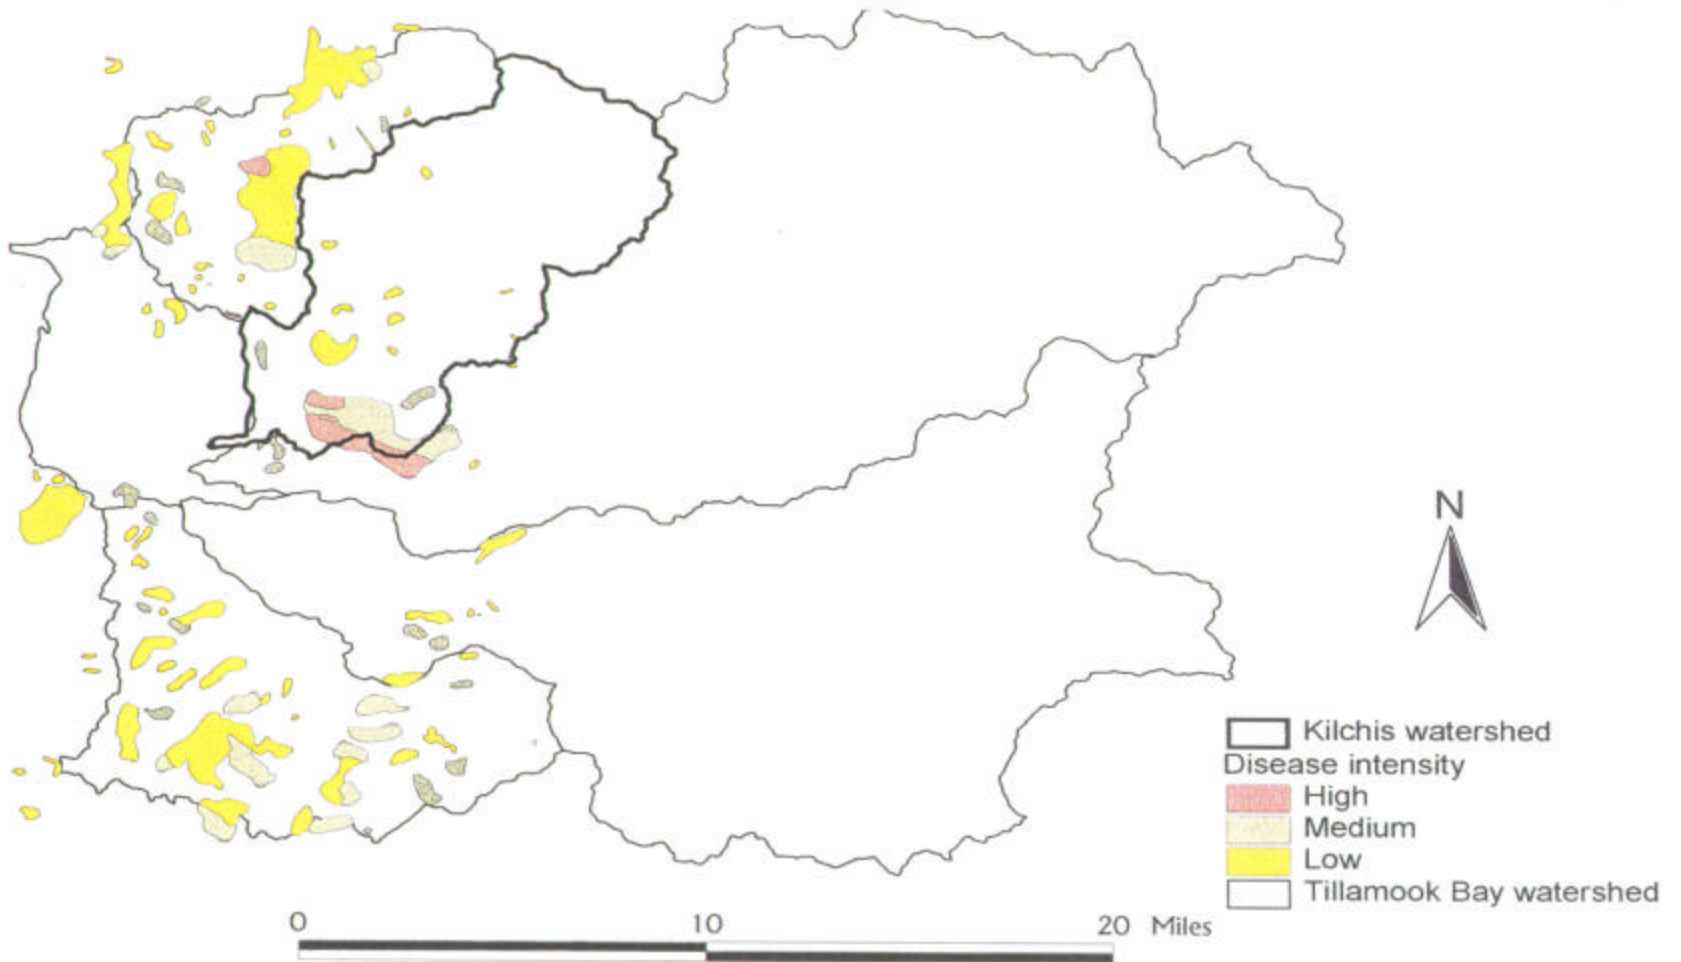 N
Kilchis watershed
Disease intensity
High
Medium
Low
Tillamook Bay watershed
0 10 20 Miles